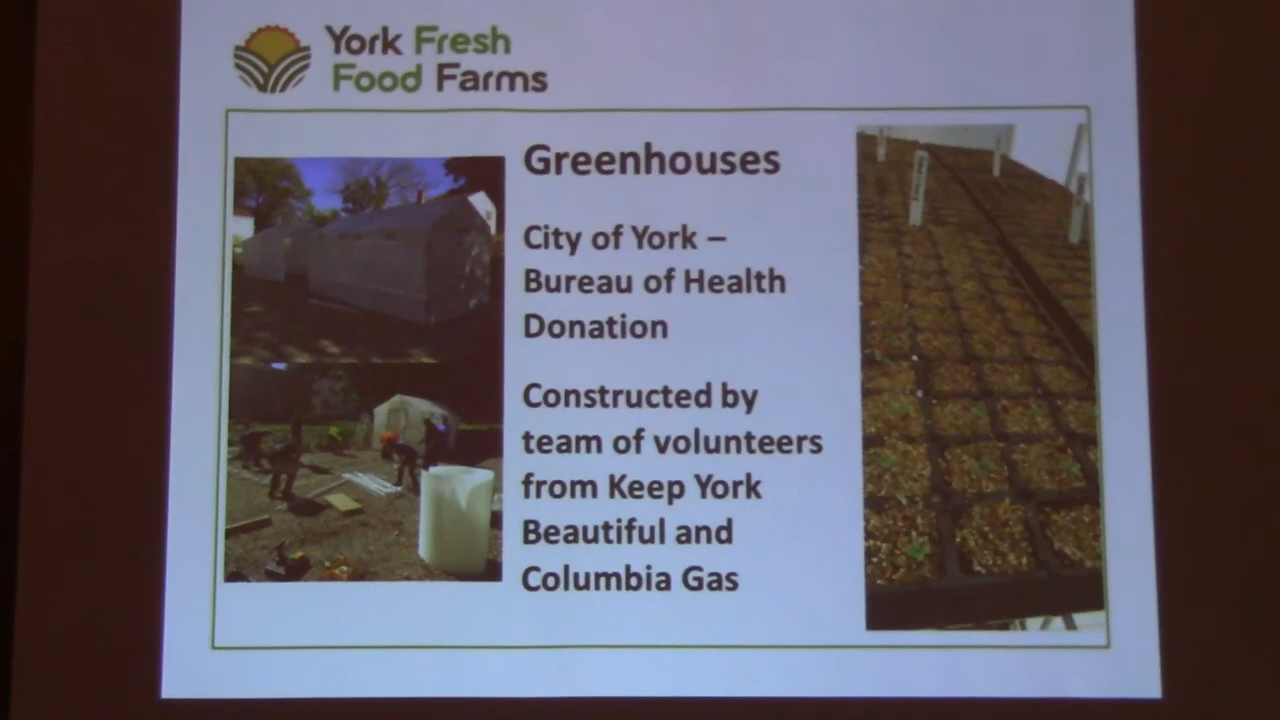 York Fresh
Food Farms
Greenhouses
City of York –
Bureau of Health
Donation
Constructed by
team of volunteers
from Keep York
Beautiful and
Columbia Gas